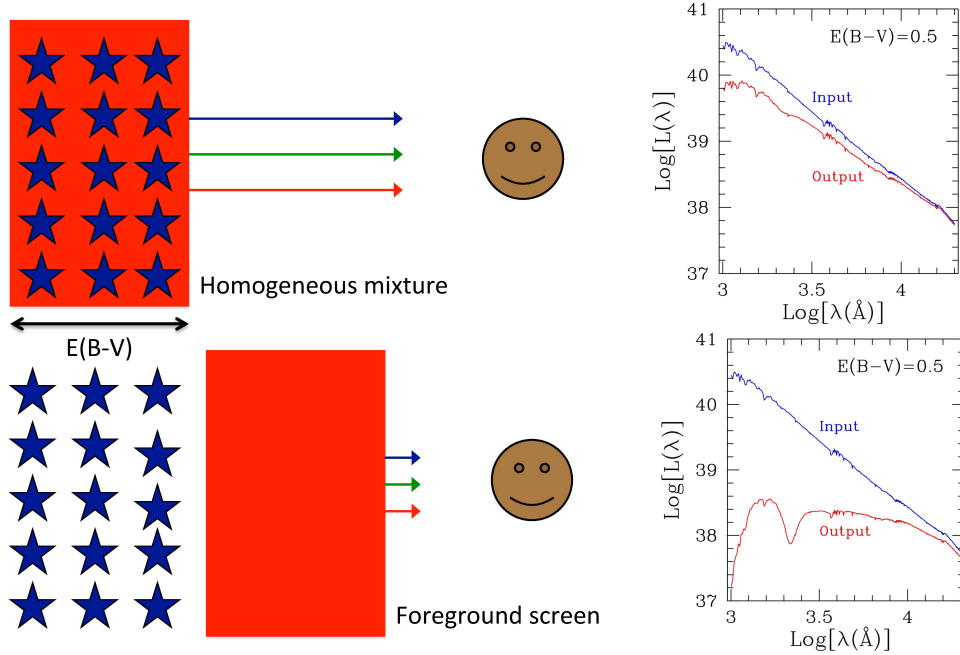 Homogeneous mixture
E(B-V)
Foreground screen
41
40
39
38
37
3
3.5
4
Log[L(λ)]
Log[λ(Å)]
E(B−V)=0.5
Input
Output
41
40
39
38
37
3
3.5
4
Log[L(λ)]
Log[λ(Å)]
E(B−V)=0.5
Input
Output